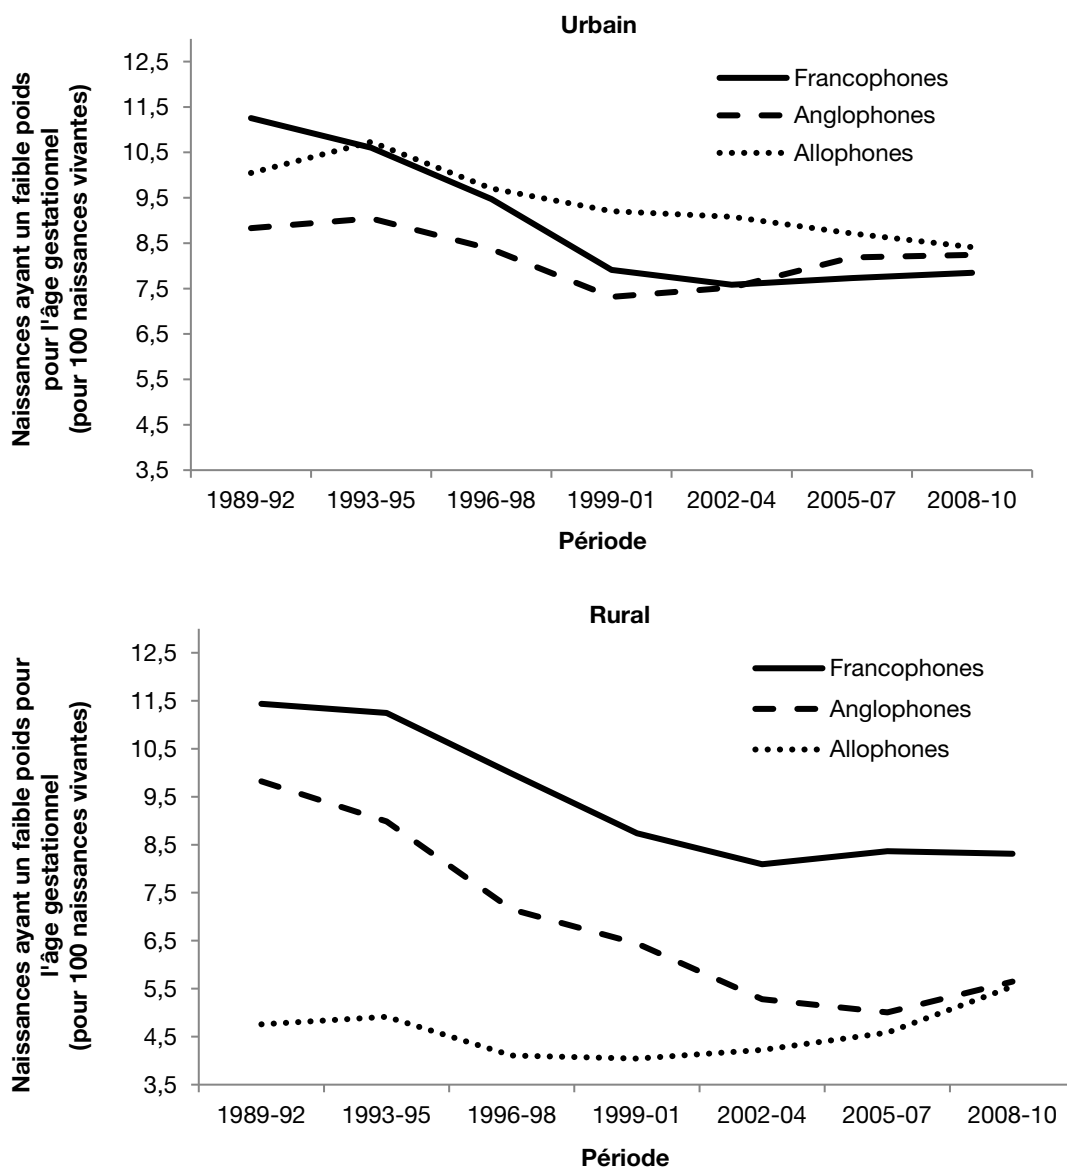 Urbain
Naissances ayant un faible poids
pour l'âge gestationnel
(pour 100 naissances vivantes)
12,5
11,5
10,5
9,5
8,5
7,5
6,5
5,5
4,5
3,5
Francophones
Anglophones
Allophones
1989-92 1993-95 1996-98 1999-01 2002-04 2005-07 2008-10
Période
Rural
Naissances ayant un faible poids pour
l'âge gestationnel
(pour 100 naissances vivantes)
12,5
11,5
10,5
9,5
8,5
7,5
6,5
5,5
4,5
3,5
Francophones
Anglophones
Allophones
1989-92 1993-95 1996-98 1999-01 2002-04 2005-07 2008-10
Période